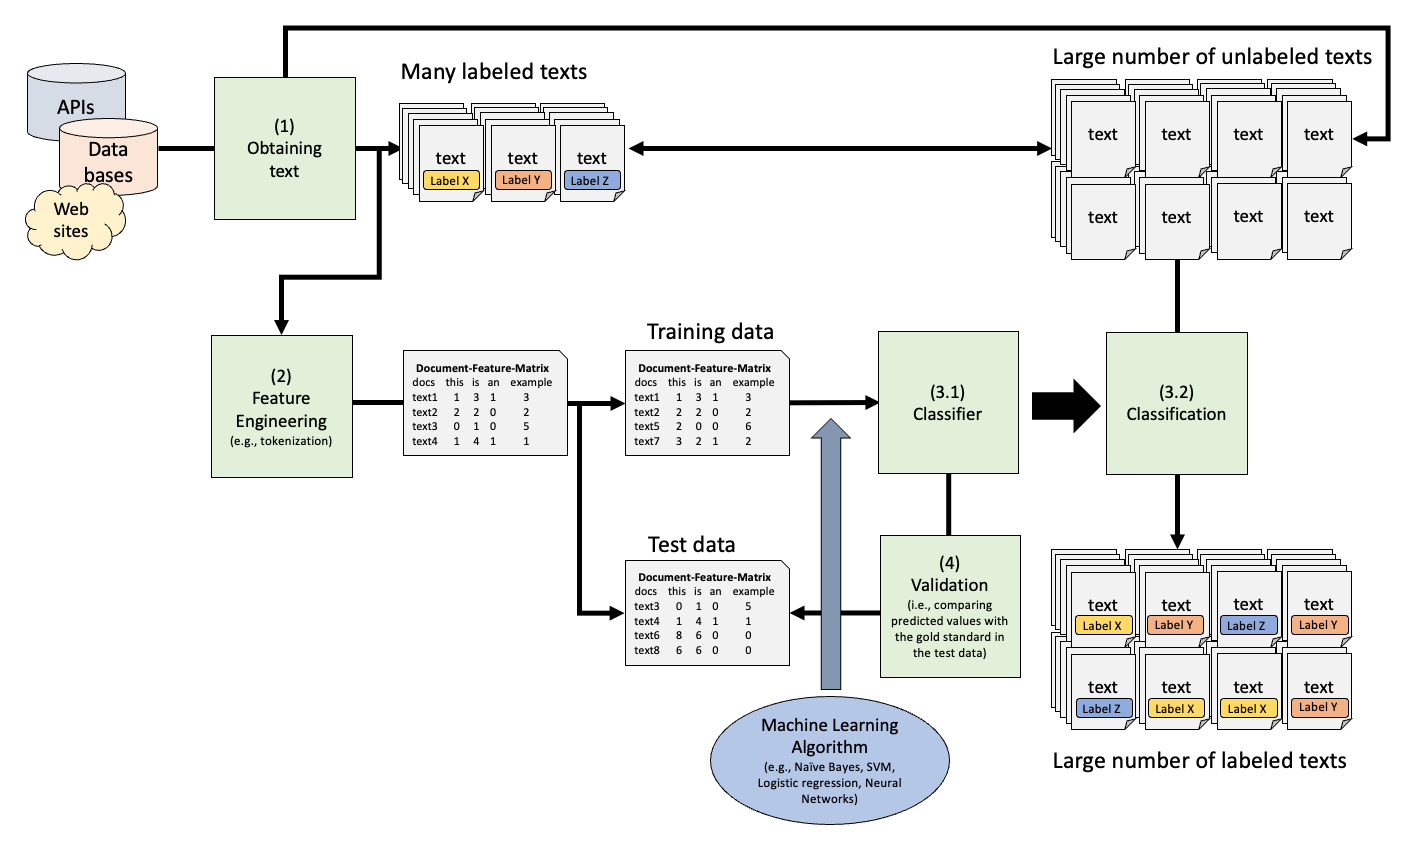 APIs
Data
bases
Web
sites
(1)
Obtaining
text
Many labeled texts
text
Label X
text
Label Y
text
Label Z
Large number of unlabeled texts
text text text text
text text text text
(2)
Feature
Engineering
(e.g., tokenization)
Document-Feature-Matrix
docs this is an example
text1 1 3 1 3
text2 2 2 0 2
text3 0 1 0 5
text4 1 4 1 1
Training data
Document-Feature-Matrix
docs this is an example
text1 1 3 1 3
text2 2 2 0 2
text5 2 0 0 6
text7 3 2 1 2
(3.1)
Classifier
(3.2)
Classification
Test data
Document-Feature-Matrix
docs this is an example
text3 0 1 0 5
text4 1 4 1 1
text6 8 6 0 0
text8 6 6 0 0
(4)
Validation
(i.e., comparing
predicted values with
the gold standard in
the test data)
Machine Learning
Algorithm
(e.g., Naïve Bayes, SVM,
Logistic regression, Neural
Networks)
text text text text
Label X Label Y Label Z Label Y
text text text text
Label Z Label X Label X Label Y
Large number of labeled texts